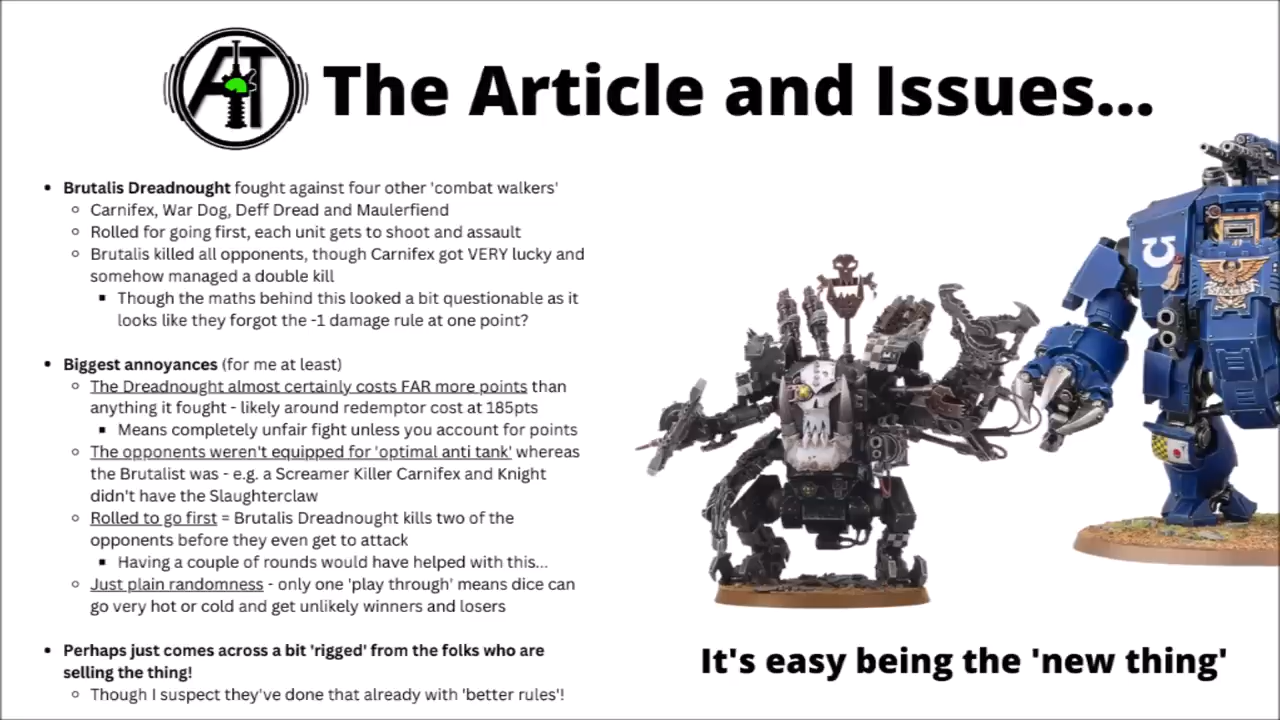 AT
The Article and Issues...
• Brutalis Dreadnought fought against four other 'combat walkers'
○ Carnifex, War Dog, Deff Dread and Maulerfiend
○ Rolled for going first, each unit gets to shoot and assault
○ Brutalis killed all opponents, though Carnifex got VERY lucky and
somehow managed a double kill
▪ Though the maths behind this looked a bit questionable as it
looks like they forgot the -1 damage rule at one point?
• Biggest annoyances (for me at least)
○ The Dreadnought almost certainly costs FAR more points than
anything it fought - likely around redemptor cost at 185pts
▪ Means completely unfair fight unless you account for points
○ The opponents weren't equipped for 'optimal anti tank' whereas
the Brutalist was - e.g. a Screamer Killer Carnifex and Knight
didn't have the Slaughterclaw
○ Rolled to go first = Brutalis Dreadnought kills two of the
opponents before they even get to attack
▪ Having a couple of rounds would have helped with this...
○ Just plain randomness - only one 'play through' means dice can
go very hot or cold and get unlikely winners and losers
• Perhaps just comes across a bit 'rigged' from the folks who are
selling the thing!
○ Though I suspect they've done that already with 'better rules'!
It's easy being the 'new thing'